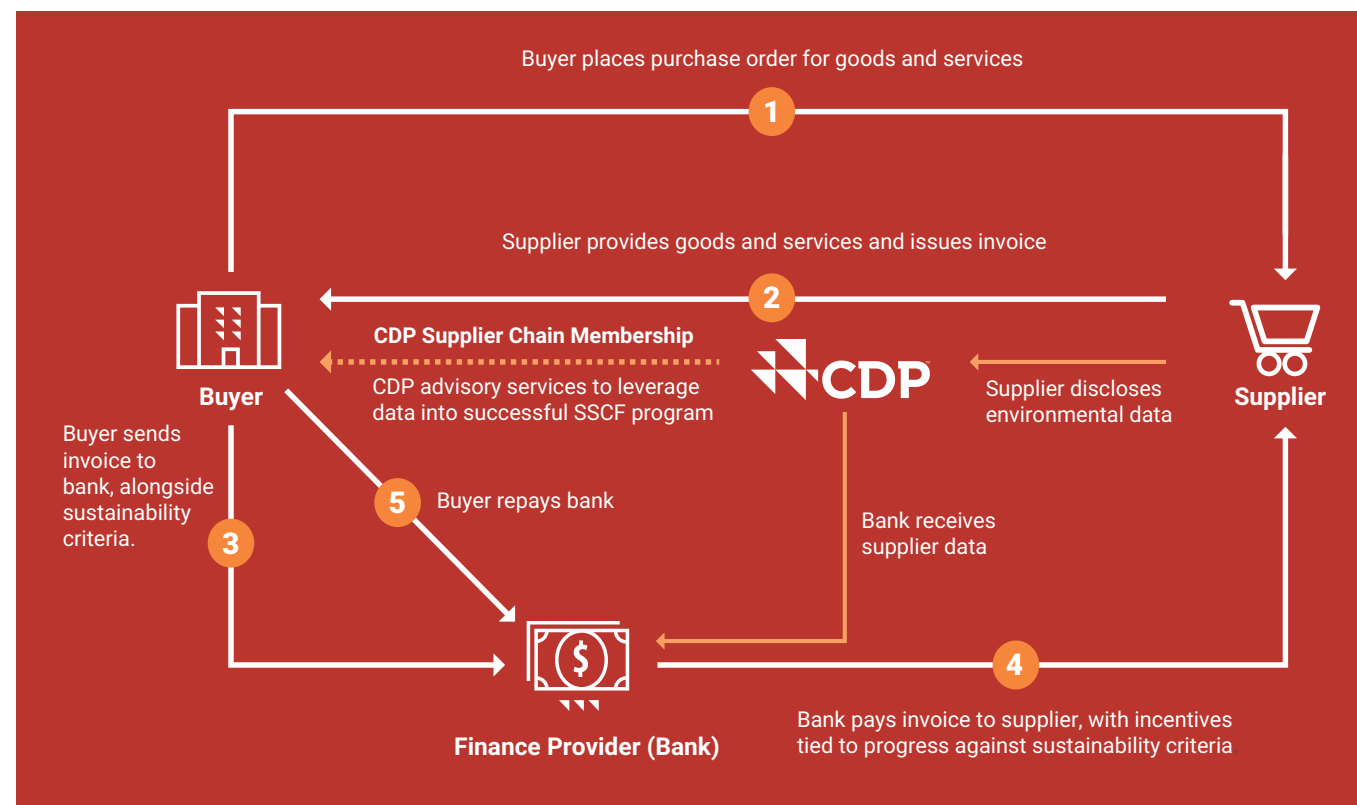 Buyer places purchase order for goods and services
1
Supplier provides goods and services and issues invoice
2
CDP Supplier Chain Membership
CDP advisory services to leverage
data into successful SSCF program
CDP
Supplier discloses
environmental data
Buyer
Supplier
Buyer sends
invoice to
bank, alongside
sustainability
criteria.
3
5
Buyer repays bank
Bank receives
supplier data
$
4
Finance Provider (Bank)
Bank pays invoice to supplier, with incentives
tied to progress against sustainability criteria.